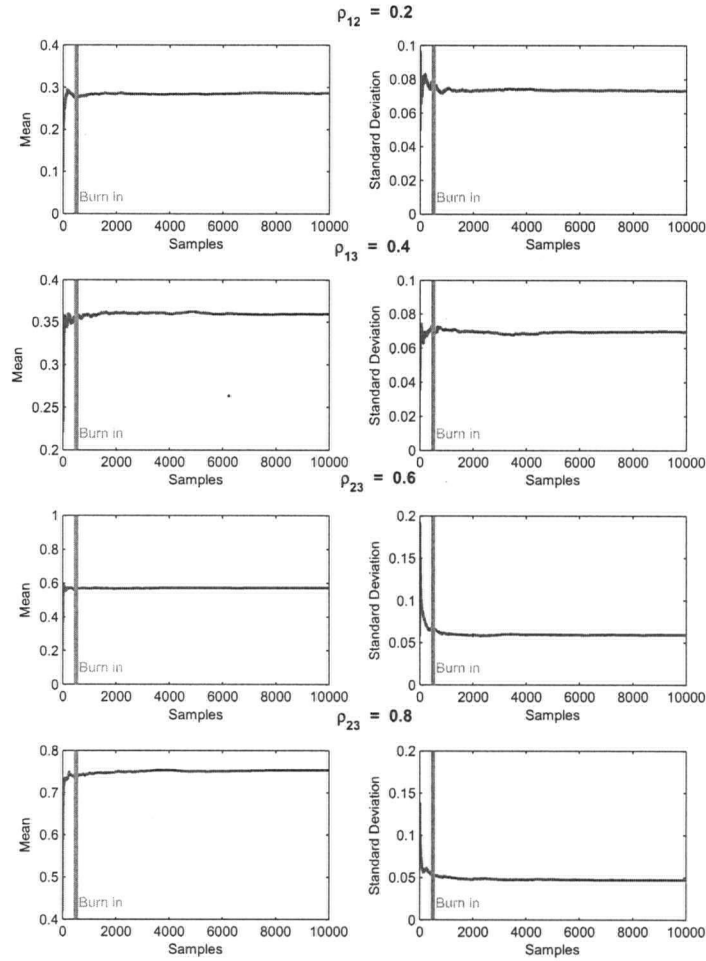 ρ12 = 0.2
0.4
0.3
0.2
0.1
0
Mean
Burn in
0 2000 4000 6000 8000 10000
Samples
0.1
0.08
0.06
0.04
0.02
0
Standard Deviation
Burn in
0 2000 4000 6000 8000 10000
Samples
ρ13 = 0.4
0.4
0.35
0.3
0.25
0.2
Mean
Burn in
0 2000 4000 6000 8000 10000
Samples
0.1
0.08
0.06
0.04
0.02
0
Standard Deviation
Burn in
0 2000 4000 6000 8000 10000
Samples
ρ23 = 0.6
1
0.8
0.6
0.4
0.2
0
Mean
Burn in
0 2000 4000 6000 8000 10000
Samples
0.2
0.15
0.1
0.05
0
Standard Deviation
Burn in
0 2000 4000 6000 8000 10000
Samples
ρ23 = 0.8
0.8
0.7
0.6
0.5
0.4
Mean
Burn in
0 2000 4000 6000 8000 10000
Samples
0.2
0.15
0.1
0.05
0
Standard Deviation
Burn in
0 2000 4000 6000 8000 10000
Samples